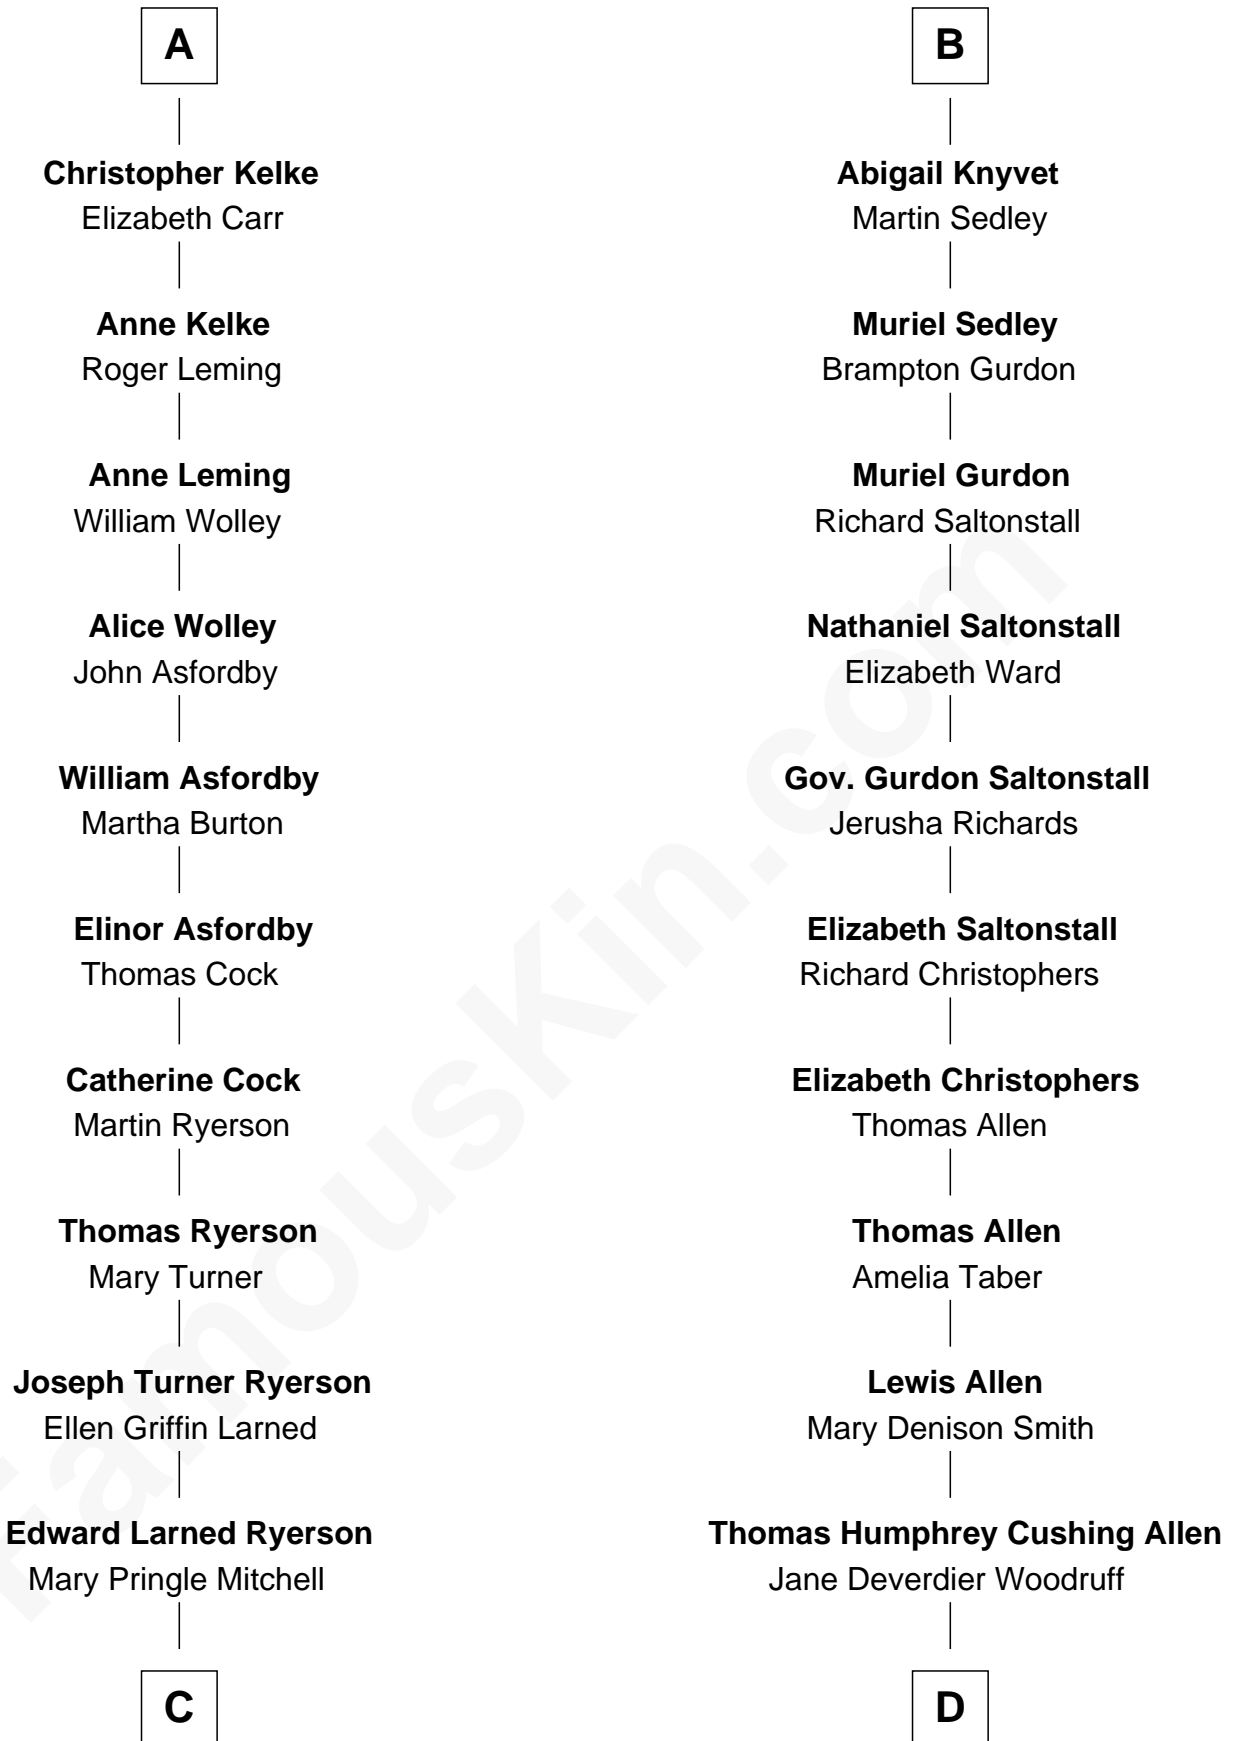 A
Christopher Kelke
Elizabeth Carr
Anne Kelke
Roger Leming
Anne Leming
William Wolley
Alice Wolley
John Asfordby
William Asfordby
Martha Burton
Elinor Asfordby
Thomas Cock
Catherine Cock
Martin Ryerson
Thomas Ryerson
Mary Turner
Joseph Turner Ryerson
Ellen Griffin Larned
Edward Larned Ryerson
Mary Pringle Mitchell
C
B
Abigail Knyvet
Martin Sedley
Muriel Sedley
Brampton Gurdon
Muriel Gurdon
Richard Saltonstall
Nathaniel Saltonstall
Elizabeth Ward
Gov. Gurdon Saltonstall
Jerusha Richards
Elizabeth Saltonstall
Richard Christophers
Elizabeth Christophers
Thomas Allen
Thomas Allen
Amelia Taber
Lewis Allen
Mary Denison Smith
Thomas Humphrey Cushing Allen
Jane Deverdier Woodruff
D
famouskin.com